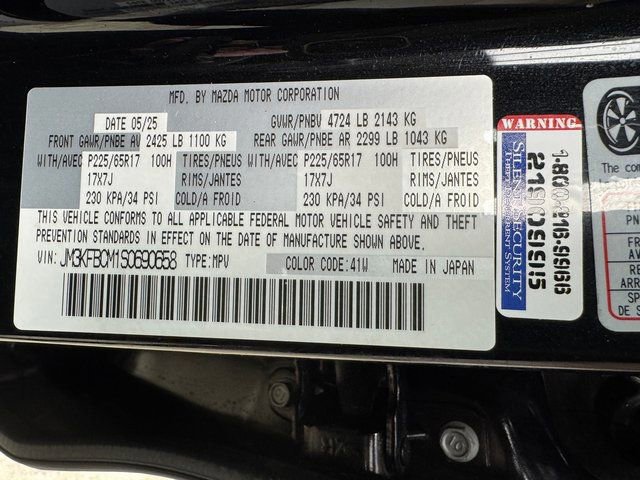 MFD. BY MAZDA MOTOR CORPORATION
DATE 05/25 GVWR/PNBV 4724 LB 2143 KG
FRONT GAWR/PNBE AV 2425 LB 1100 KG REAR GAWR/PNBE AR 2299 LB 1043 KG
WITH/AVEC P225/65R17 100H TIRES/PNEUS WITH/AVEC P225/65R17 100H TIRES/PNEUS
17X7J RIMS/JANTES 17X7J RIMS/JANTES
230 KPA/34 PSI COLD/A FROID 230 KPA/34 PSI COLD/A FROID
THIS VEHICLE CONFORMS TO ALL APPLICABLE FEDERAL MOTOR VEHICLE SAFETY AND THEFT
PREVENTION STANDARDS IN EFFECT ON THE DATE OF MANUFACTURE SHOWN ABOVE.
VIN: JM3KFBCM1S0690658 TYPE: MPV COLOR CODE: 41W MADE IN JAPAN
WARNING
SILENT SECURITY
SYSTEM
The